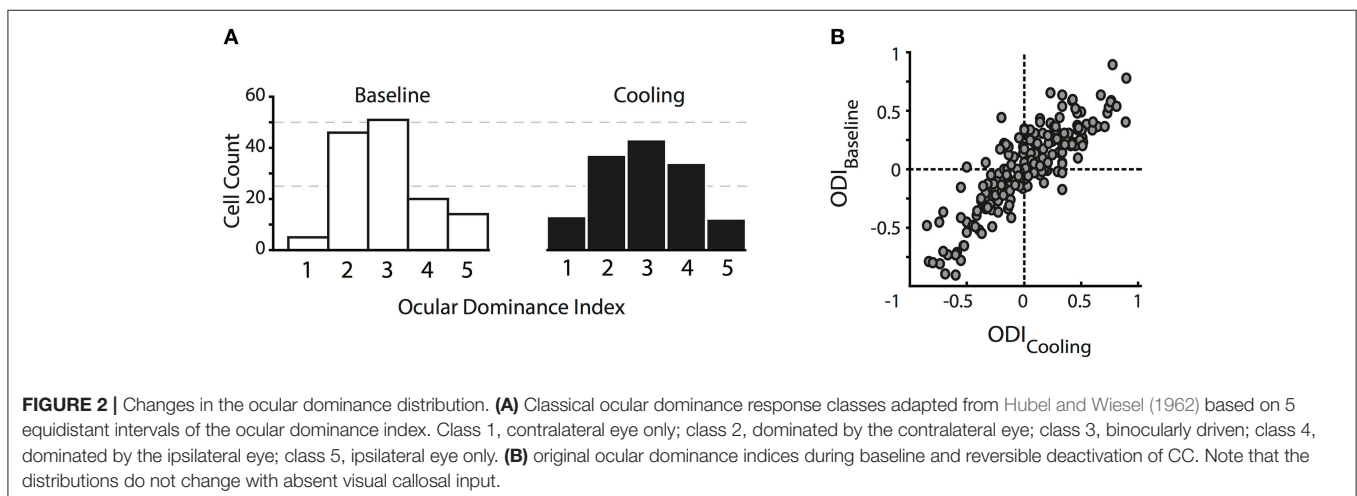 A
B
60
40
20
0
Cell Count
Baseline
Cooling
1 2 3 4 5
1 2 3 4 5
Ocular Dominance Index
1
0.5
0
-0.5
-1
-0.5
0
0.5
1
ODIBaseline
ODICooling
FIGURE 2 | Changes in the ocular dominance distribution. (A) Classical ocular dominance response classes adapted from Hubel and Wiesel (1962) based on 5
equidistant intervals of the ocular dominance index. Class 1, contralateral eye only; class 2, dominated by the contralateral eye; class 3, binocularly driven; class 4,
dominated by the ipsilateral eye; class 5, ipsilateral eye only. (B) original ocular dominance indices during baseline and reversible deactivation of CC. Note that the
distributions do not change with absent visual callosal input.